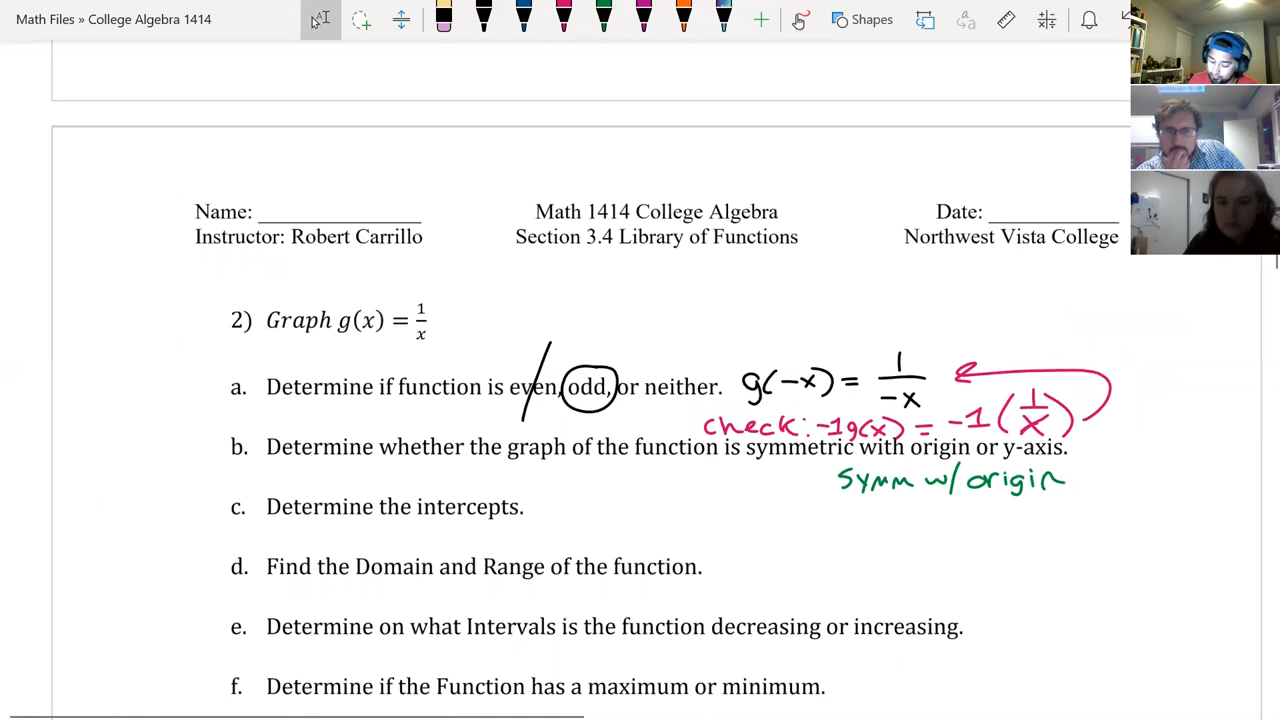 Math Files » College Algebra 1414
Shapes
Name: _______________ Math 1414 College Algebra Date: ____________
Instructor: Robert Carrillo Section 3.4 Library of Functions Northwest Vista College
2) Graph g(x) = 1/x
a. Determine if function is even, odd, or neither. g(-x) = 1/-x
check: -1g(x) = -1(1/x)
b. Determine whether the graph of the function is symmetric with origin or y-axis.
symm w/ origin
c. Determine the intercepts.
d. Find the Domain and Range of the function.
e. Determine on what Intervals is the function decreasing or increasing.
f. Determine if the Function has a maximum or minimum.